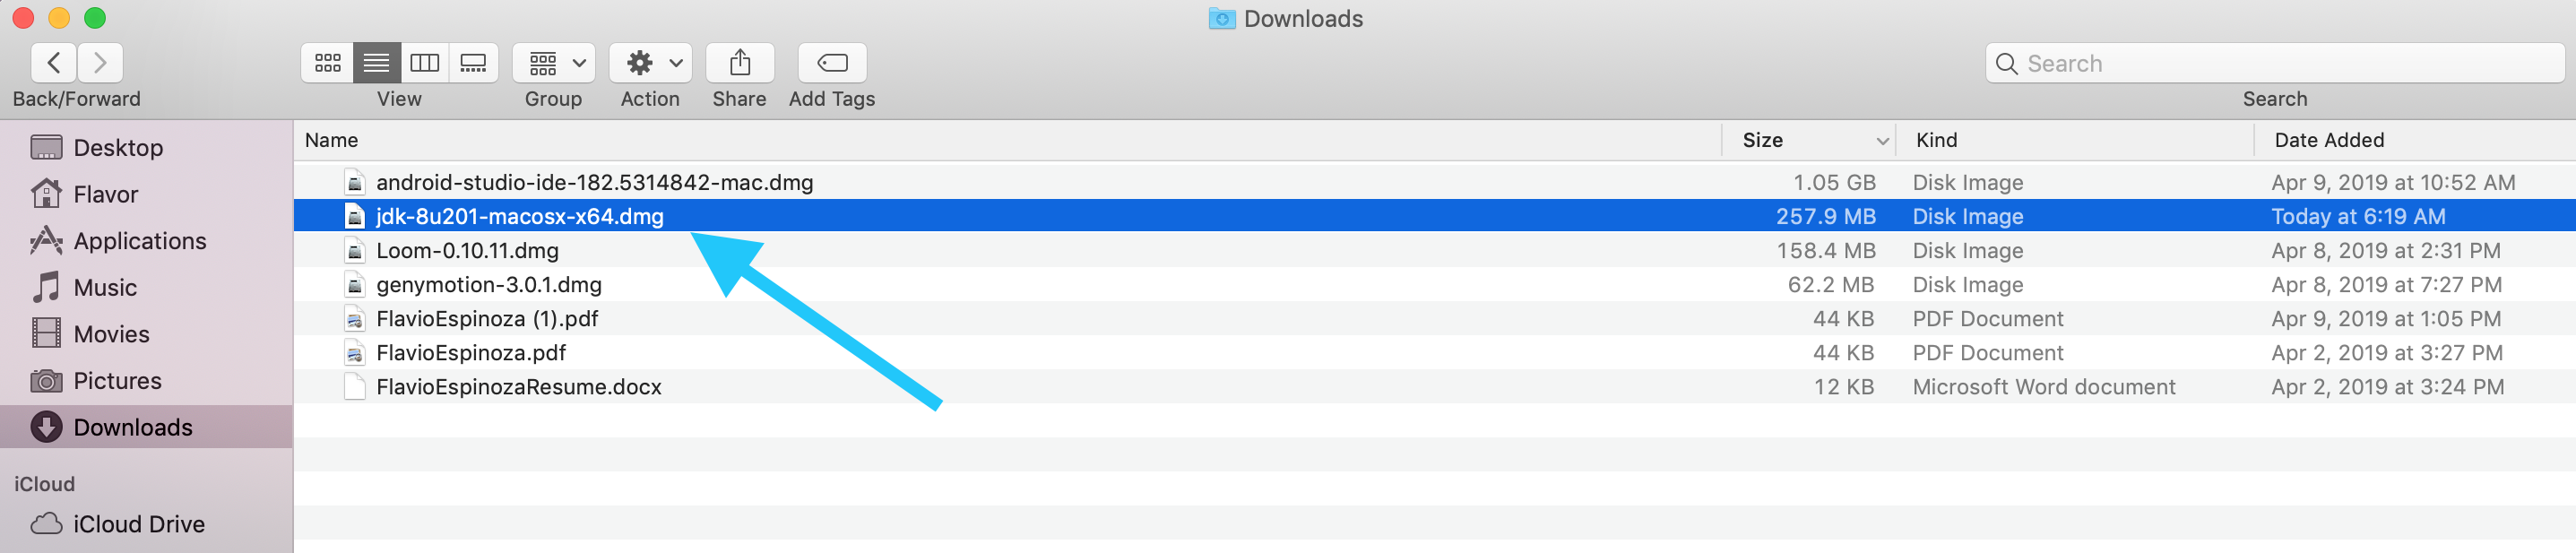 Downloads
Back/Forward
View
Group
Action
Share
Add Tags
Search
Search
Desktop
Flavor
Applications
Music
Movies
Pictures
Downloads
iCloud
iCloud Drive
Name Size Kind Date Added
android-studio-ide-182.5314842-mac.dmg 1.05 GB Disk Image Apr 9, 2019 at 10:52 AM
jdk-8u201-macosx-x64.dmg 257.9 MB Disk Image Today at 6:19 AM
Loom-0.10.11.dmg 158.4 MB Disk Image Apr 8, 2019 at 2:31 PM
genymotion-3.0.1.dmg 62.2 MB Disk Image Apr 8, 2019 at 7:27 PM
FlavioEspinoza (1).pdf 44 KB PDF Document Apr 9, 2019 at 1:05 PM
FlavioEspinoza.pdf 44 KB PDF Document Apr 2, 2019 at 3:27 PM
FlavioEspinozaResume.docx 12 KB Microsoft Word document Apr 2, 2019 at 3:24 PM